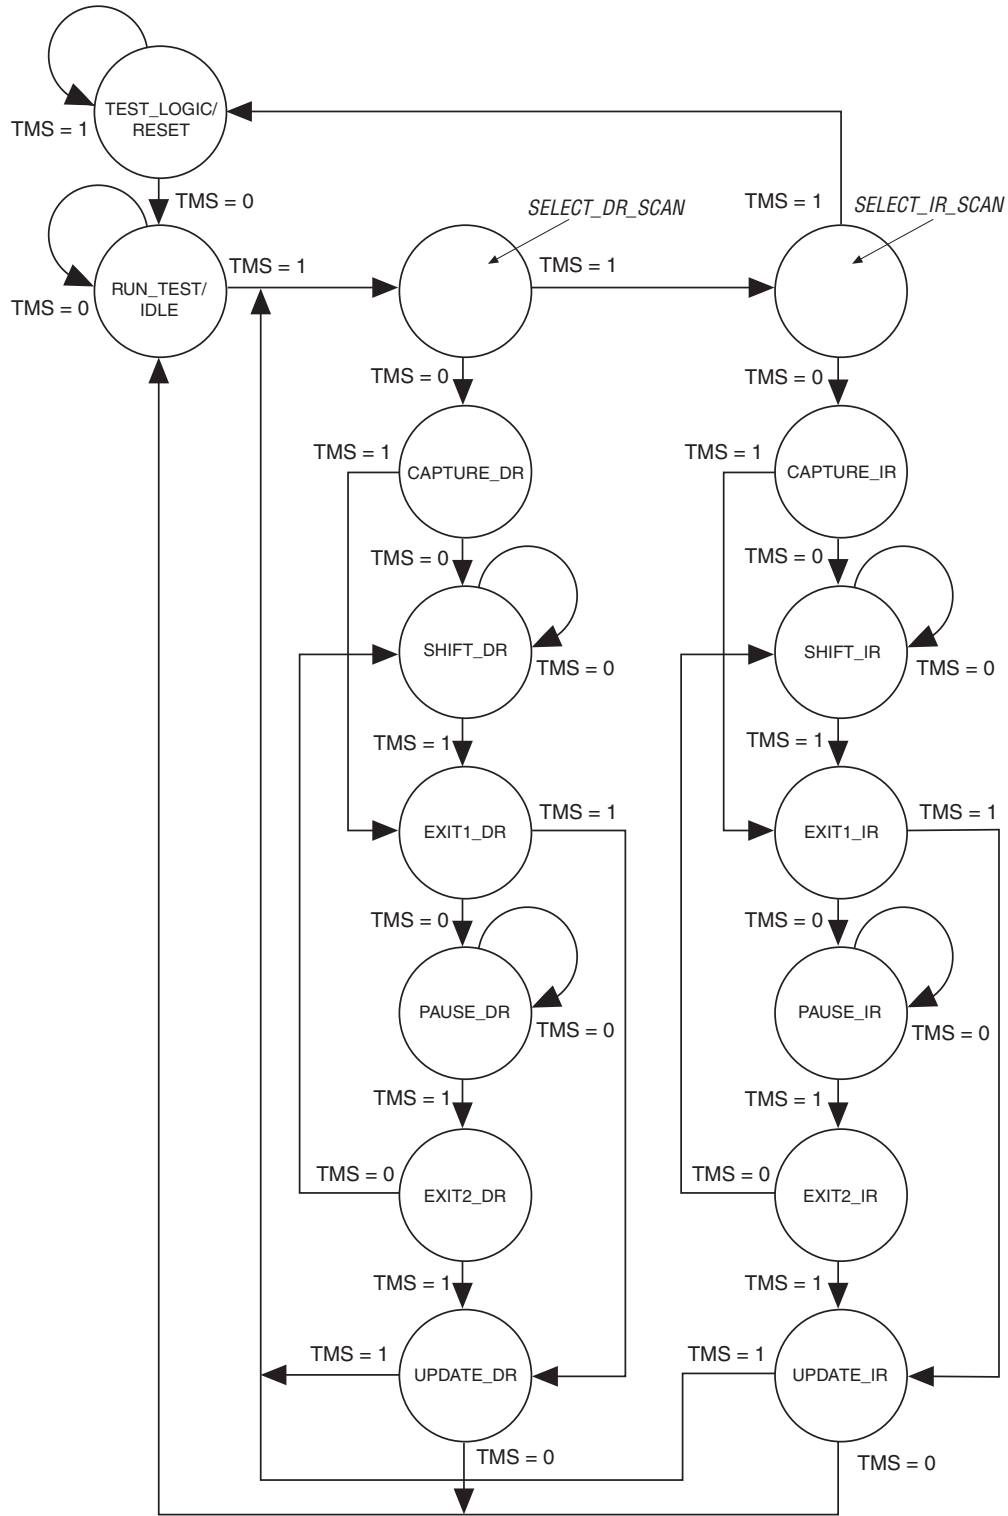 TEST_LOGIC/
RESET
TMS = 1
TMS = 0
TMS = 1
SELECT_DR_SCAN
SELECT_IR_SCAN
RUN_TEST/
IDLE
TMS = 0
TMS = 1
TMS = 1
TMS = 0
TMS = 0
TMS = 1
CAPTURE_DR
TMS = 1
CAPTURE_IR
TMS = 0
TMS = 0
SHIFT_DR
TMS = 0
SHIFT_IR
TMS = 0
TMS = 1
TMS = 1
EXIT1_DR
TMS = 1
EXIT1_IR
TMS = 1
TMS = 0
TMS = 0
PAUSE_DR
TMS = 0
PAUSE_IR
TMS = 0
TMS = 1
TMS = 1
TMS = 0
EXIT2_DR
TMS = 0
EXIT2_IR
TMS = 1
TMS = 1
TMS = 1
UPDATE_DR
TMS = 1
UPDATE_IR
TMS = 0
TMS = 0